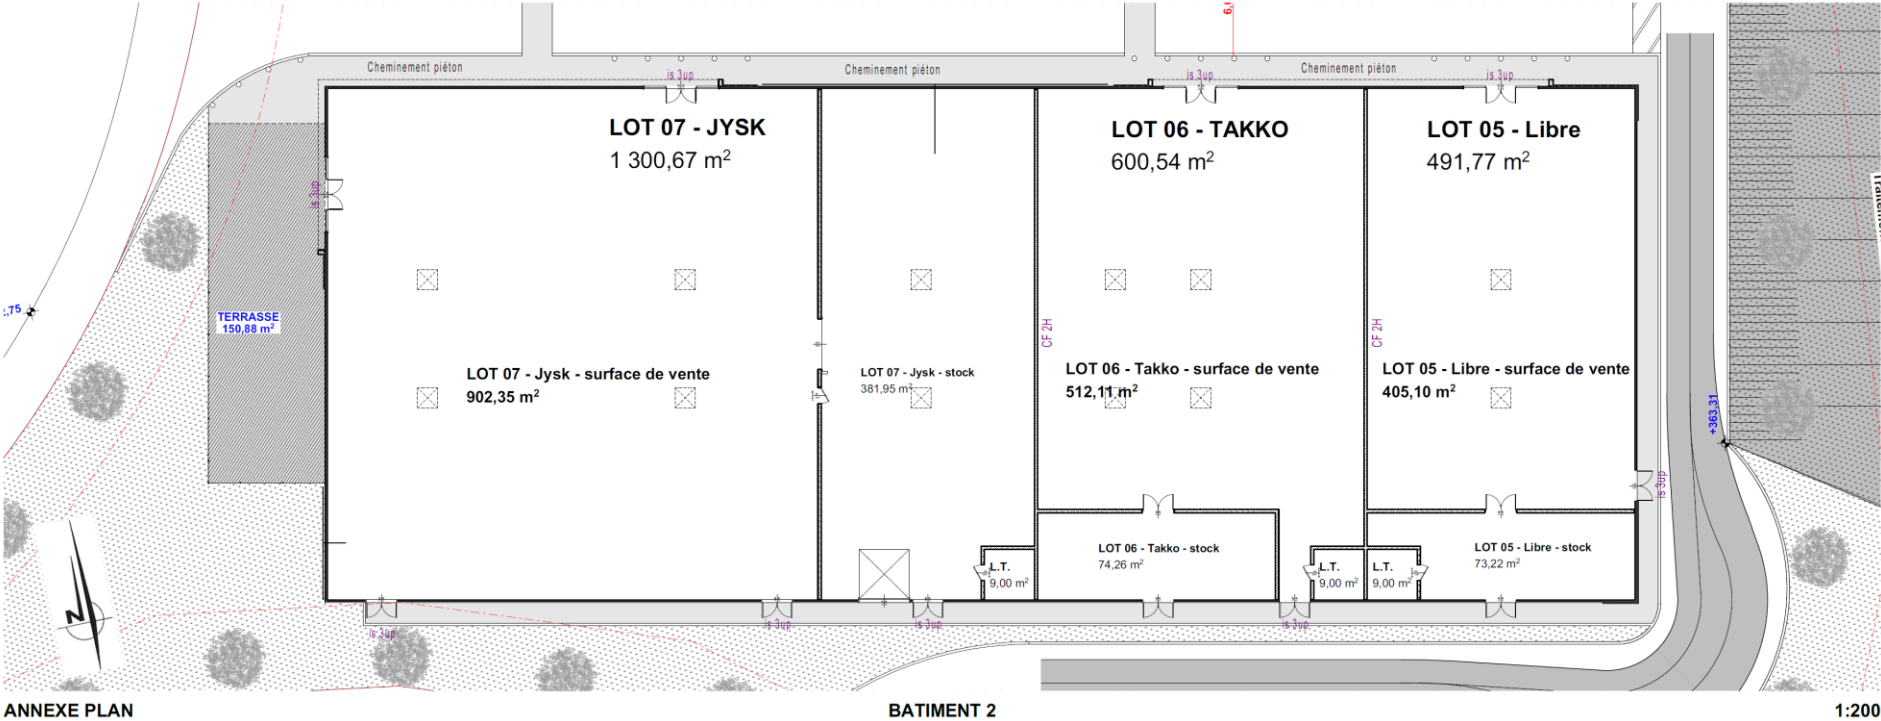 6,
Cheminement piéton
Cheminement piéton
Cheminement piéton
is 3up
is 3up
is 3up
LOT 07 - JYSK
1 300,67 m²
LOT 06 - TAKKO
600,54 m²
LOT 05 - Libre
491,77 m²
is 3up
TERRASSE
150,88 m²
,75
CF 2H
CF 2H
LOT 07 - Jysk - surface de vente
902,35 m²
LOT 07 - Jysk - stock
381,95 m²
LOT 06 - Takko - surface de vente
512,11 m²
LOT 05 - Libre - surface de vente
405,10 m²
+363,31
is 3up
LOT 06 - Takko - stock
74,26 m²
LOT 05 - Libre - stock
73,22 m²
L.T.
9,00 m²
L.T.
9,00 m²
L.T.
9,00 m²
N
is 3up
is 3up
is 3up
is 3up
ANNEXE PLAN
BATIMENT 2
1:200